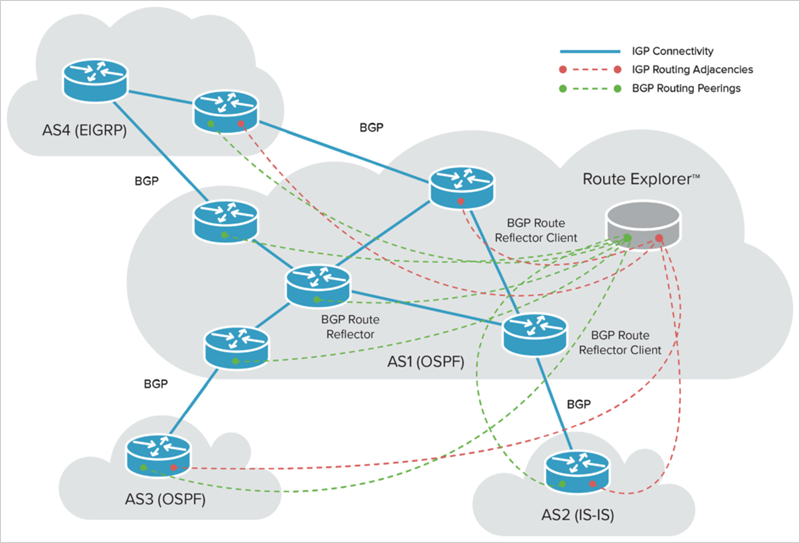 IGP Connectivity
IGP Routing Adjacencies
BGP Routing Peerings
AS4 (EIGRP)
BGP
BGP
Route Explorer™
BGP Route
Reflector Client
BGP Route
Reflector
BGP Route
Reflector Client
AS1 (OSPF)
BGP
BGP
AS3 (OSPF)
AS2 (IS-IS)